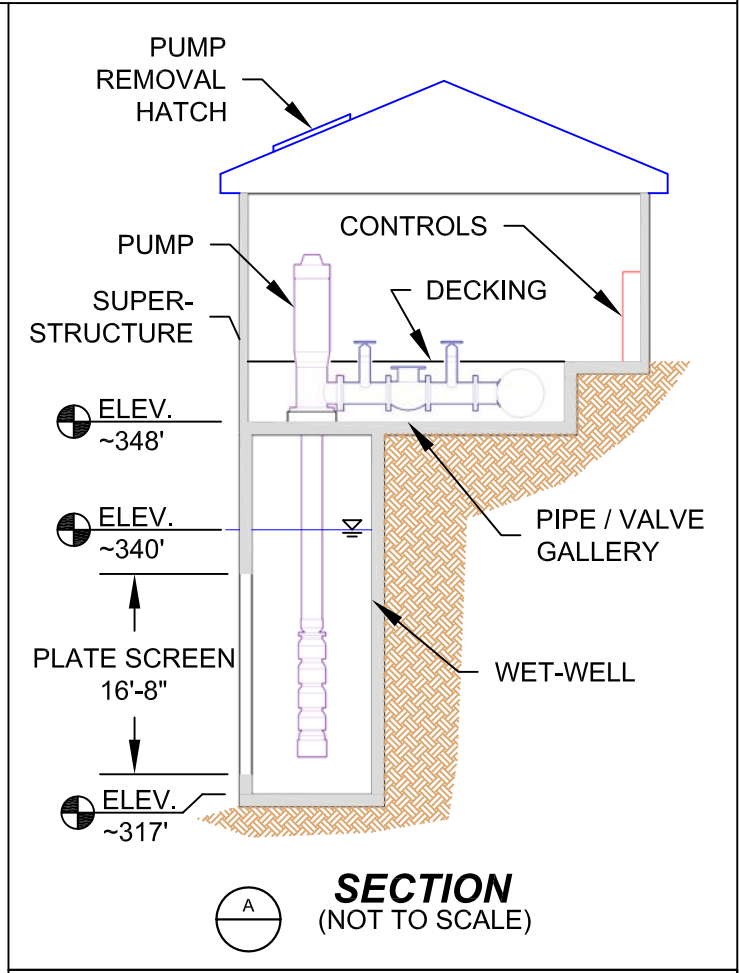 PUMP
REMOVAL
HATCH
CONTROLS
PUMP
DECKING
SUPER-
STRUCTURE
ELEV.
~348'
PIPE / VALVE
GALLERY
ELEV.
~340'
PLATE SCREEN
16'-8"
WET-WELL
ELEV.
~317'
A
SECTION
(NOT TO SCALE)